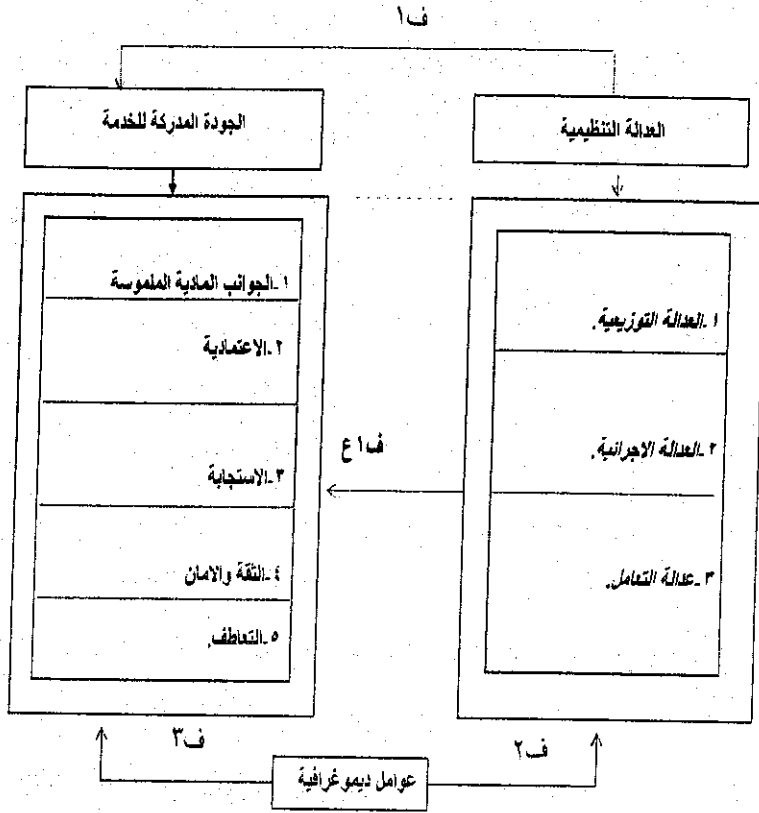 ف١
العدالة التنظيمية
الجودة المدركة للخدمة
١-العدالة التوزيعية.
٢-العدالة الاجرائية.
٣-عدالة التعامل.
ف١ع
١-الجوانب المادية الملموسة
٢-الاعتمادية
٣-الاستجابة
٤-الثقة والامان
٥-التعاطف.
ف٢
ف٣
عوامل ديموغرافية